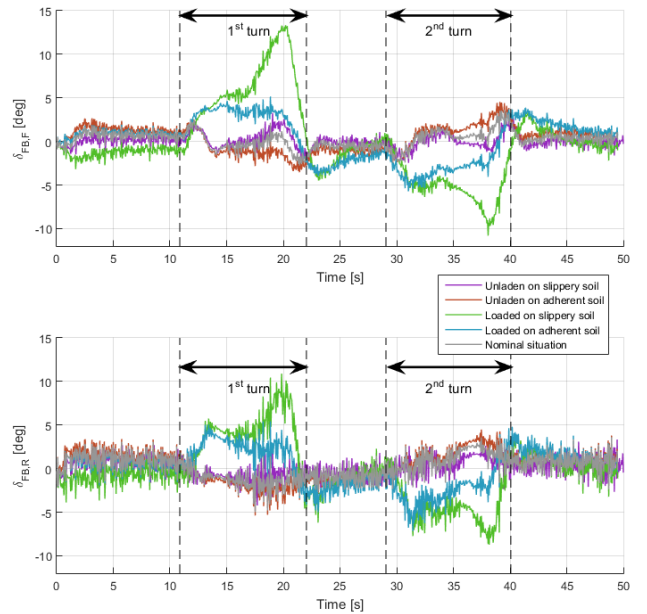 15
10
5
0
-5
-10
δFB,F [deg]
1st turn
2nd turn
0 5 10 15 20 25 30 35 40 45 50
Time [s]
Unladen on slippery soil
Unladen on adherent soil
Loaded on slippery soil
Loaded on adherent soil
Nominal situation
15
10
5
0
-5
-10
δFB,R [deg]
1st turn
2nd turn
0 5 10 15 20 25 30 35 40 45 50
Time [s]